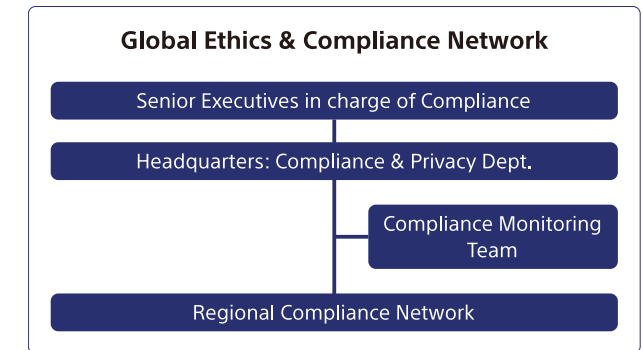 Global Ethics & Compliance Network
Senior Executives in charge of Compliance
Headquarters: Compliance & Privacy Dept.
Compliance Monitoring
Team
Regional Compliance Network